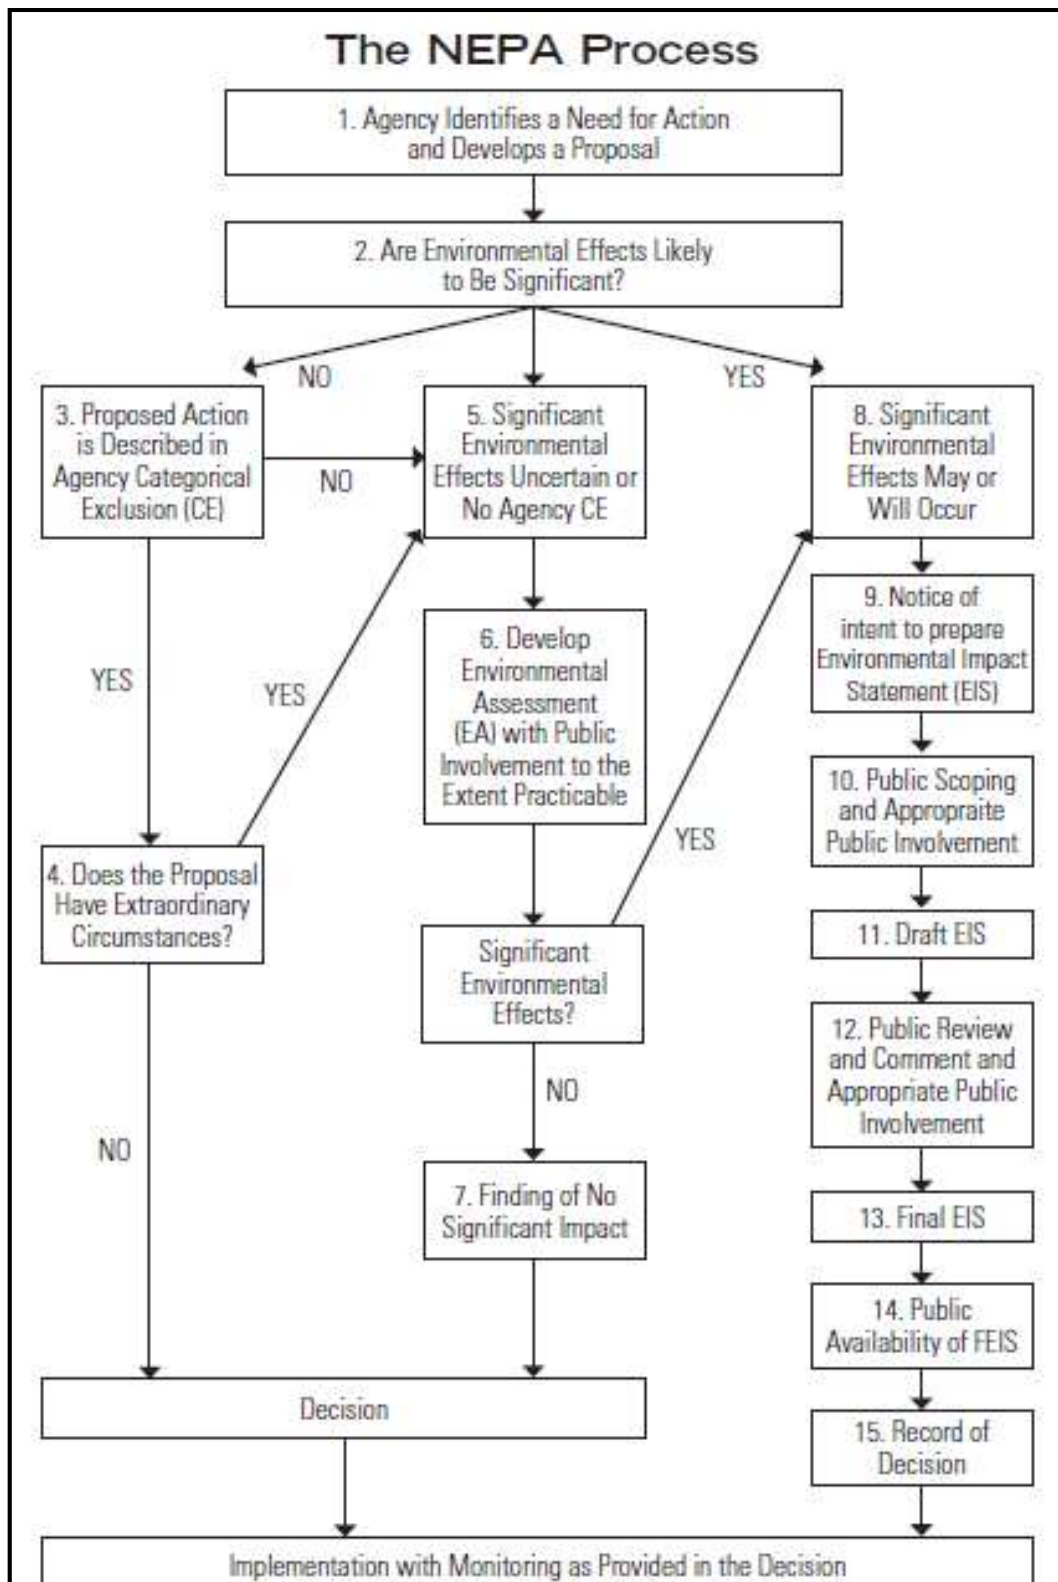 The NEPA Process
1. Agency Identifies a Need for Action
and Develops a Proposal
2. Are Environmental Effects Likely
to Be Significant?
NO
YES
3. Proposed Action
is Described in
Agency Categorical
Exclusion (CE)
NO
5. Significant
Environmental
Effects Uncertain or
No Agency CE
8. Significant
Environmental
Effects May or
Will Occur
9. Notice of
intent to prepare
Environmental Impact
Statement (EIS)
YES
YES
6. Develop
Environmental
Assessment
(EA) with Public
Involvement to the
Extent Practicable
YES
10. Public Scoping
and Appropraite
Public Involvement
4. Does the Proposal
Have Extraordinary
Circumstances?
Significant
Environmental
Effects?
11. Draft EIS
12. Public Review
and Comment and
Appropriate Public
Involvement
NO
NO
7. Finding of No
Significant Impact
13. Final EIS
14. Public
Availability of FEIS
Decision
15. Record of
Decision
Implementation with Monitoring as Provided in the Decision